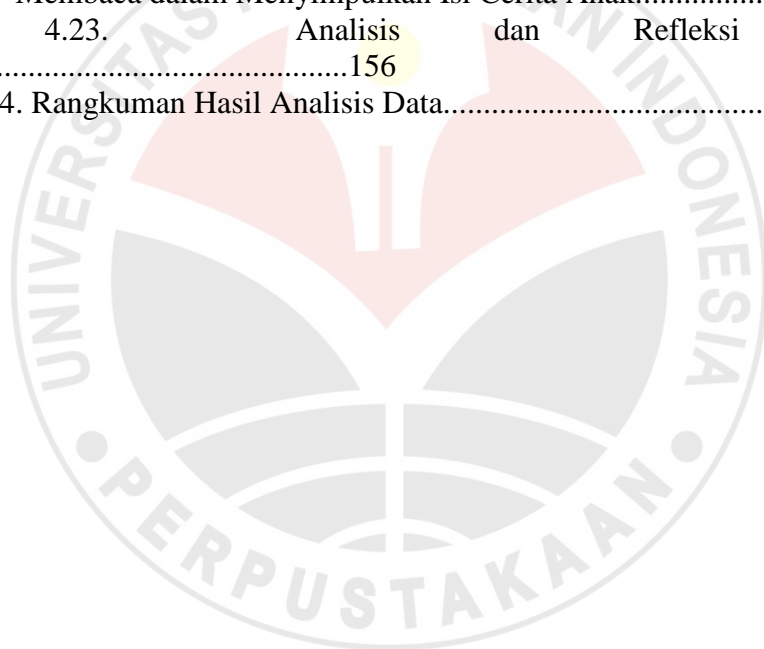 Membaca dalam Menyimpulkan Isi Cerita Anak................
4.23. Analisis dan Refleksi
............................................156
4. Rangkuman Hasil Analisis Data........................................
UNIVERSITAS INDONESIA
• PERPUSTAKAAN •